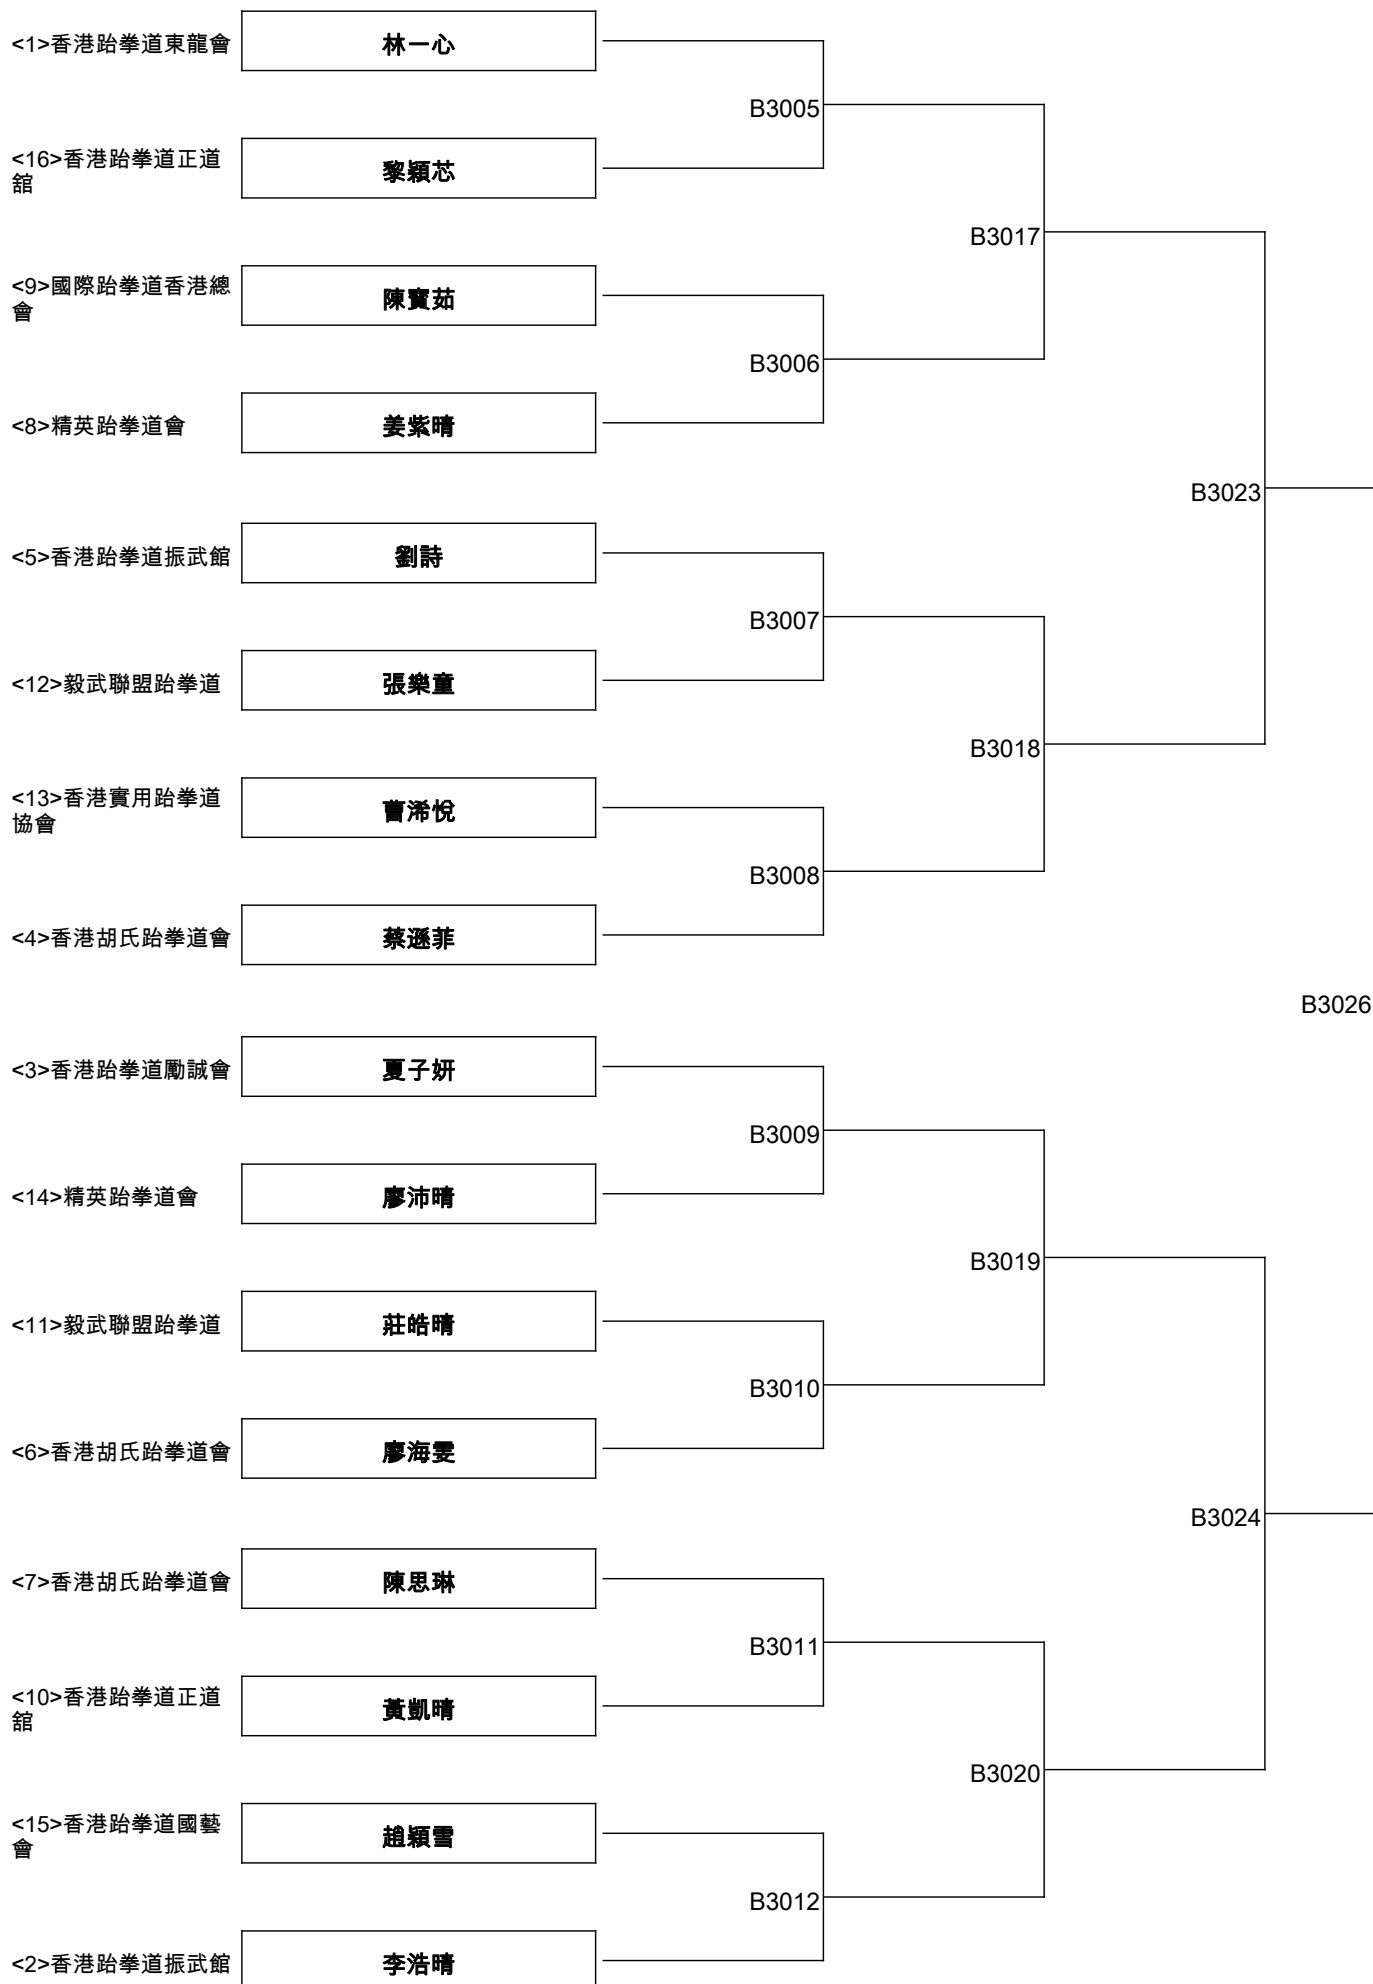 <1>香港跆拳道東龍會
林一心
B3005
<16>香港跆拳道正道
舘
黎穎芯
B3017
<9>國際跆拳道香港總
會
陳寳茹
B3006
<8>精英跆拳道會
姜紫晴
B3023
<5>香港跆拳道振武館
劉詩
B3007
<12>毅武聯盟跆拳道
張樂童
B3018
<13>香港實用跆拳道
協會
曹浠悅
B3008
<4>香港胡氏跆拳道會
蔡遜菲
B3026
<3>香港跆拳道勵誠會
夏子妍
B3009
<14>精英跆拳道會
廖沛晴
B3019
<11>毅武聯盟跆拳道
莊皓晴
B3010
<6>香港胡氏跆拳道會
廖海雯
B3024
<7>香港胡氏跆拳道會
陳思琳
B3011
<10>香港跆拳道正道
舘
黃凱晴
B3020
<15>香港跆拳道國藝
會
趙穎雪
B3012
<2>香港跆拳道振武館
李浩晴